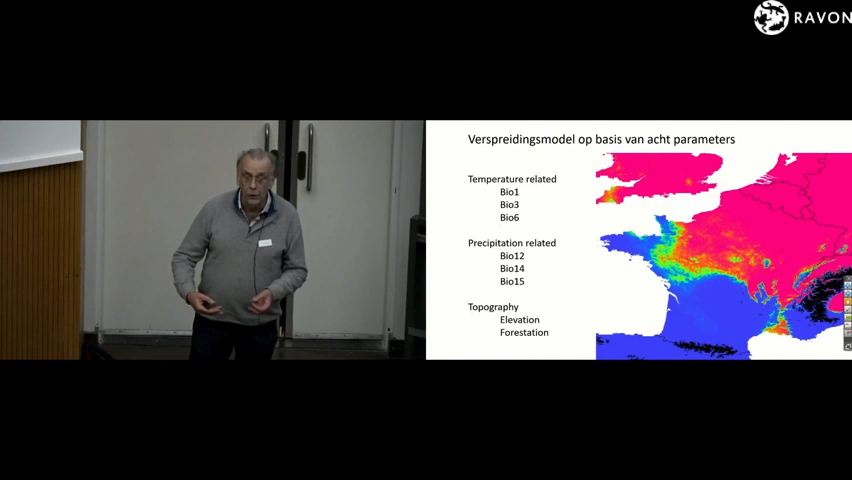 RAVON
Verspreidingsmodel op basis van acht parameters
Temperature related
Bio1
Bio3
Bio6
Precipitation related
Bio12
Bio14
Bio15
Topography
Elevation
Forestation